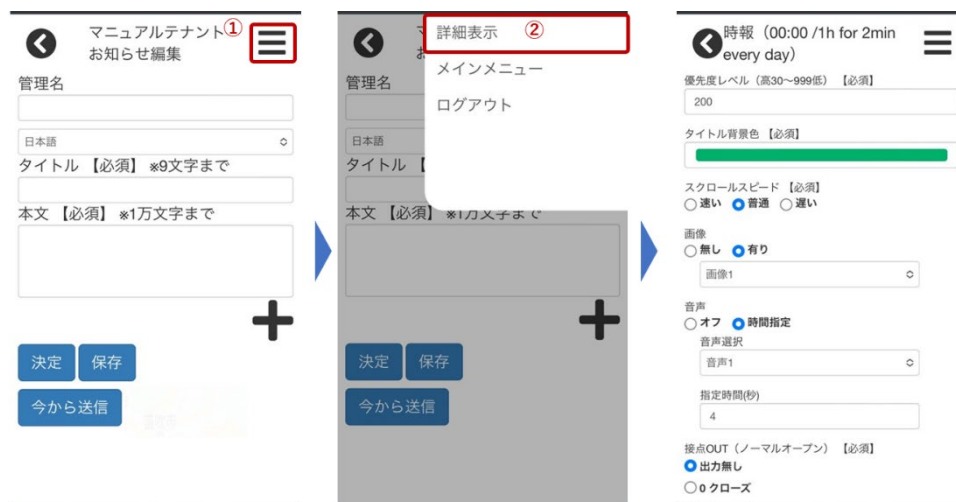 マニュアルテナント
お知らせ編集
①
管理名
日本語
タイトル 【必須】 ※9文字まで
本文 【必須】 ※1万文字まで
決定
保存
今から送信
②
詳細表示
メインメニュー
ログアウト
管理名
日本語
タイトル 【
本文 【必須】 ※1万文字まで
決定
保存
今から送信
時報（00:00 /1h for 2min
every day）
優先度レベル（高30～999低）【必須】
200
タイトル背景色 【必須】
スクロールスピード 【必須】
速い 普通 遅い
画像
無し 有り
画像1
音声
オフ 時間指定
音声選択
音声1
指定時間(秒)
4
接点OUT（ノーマルオープン） 【必須】
出力無し
0 クローズ